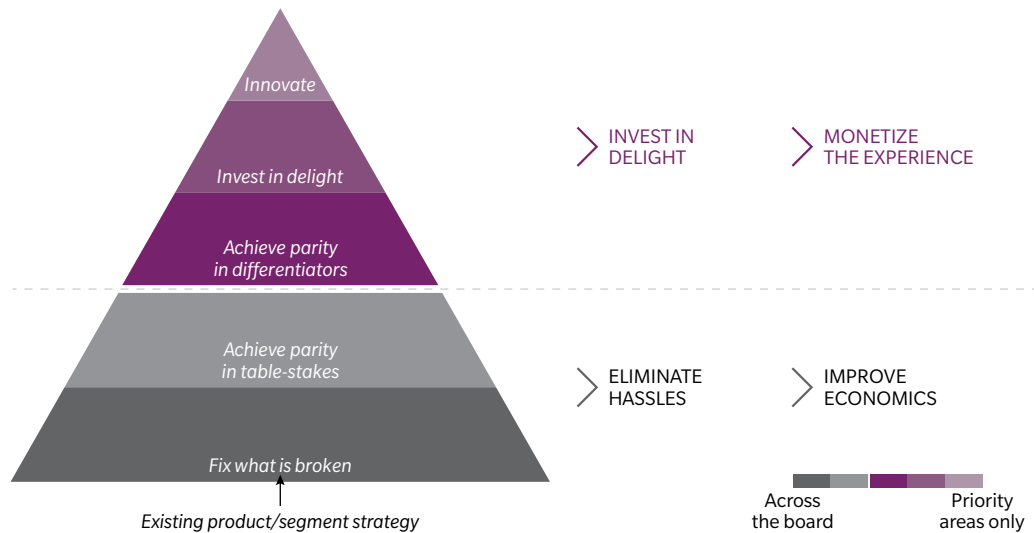 Innovate
Invest in delight
Achieve parity
in differentiators
INVEST IN
DELIGHT
MONETIZE
THE EXPERIENCE
Achieve parity
in table-stakes
Fix what is broken
ELIMINATE
HASSLES
IMPROVE
ECONOMICS
Existing product/segment strategy
Across
the board
Priority
areas only